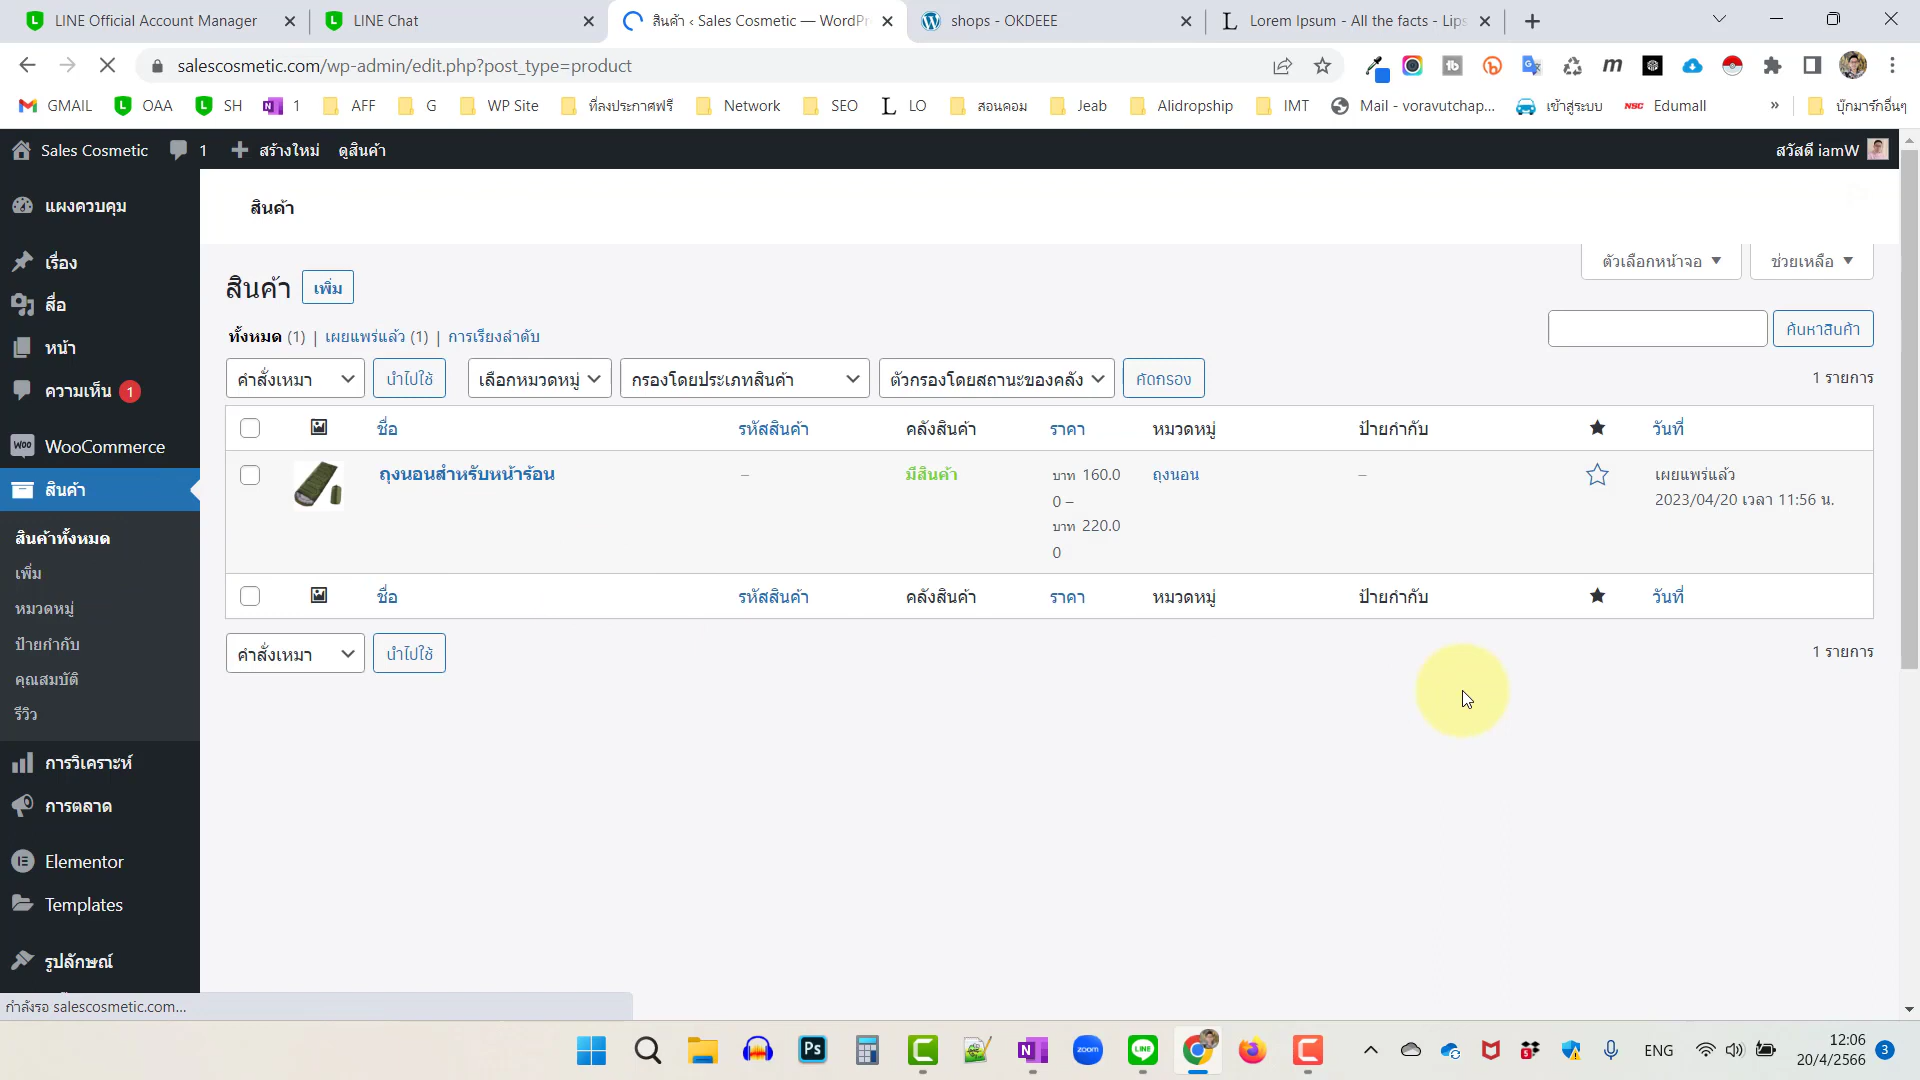 LINE Official Account Manager
LINE Chat
สินค้า ‹ Sales Cosmetic — WordPr
shops - OKDEEE
Lorem Ipsum - All the facts - Lips
salescosmetic.com/wp-admin/edit.php?post_type=product
GMAIL
OAA
SH
1
AFF
G
WP Site
ที่ลงประกาศฟรี
Network
SEO
LO
สอนคอม
Jeab
Alidropship
IMT
Mail - voravutchap...
เข้าสู่ระบบ
NSC Edumall
»
บุ๊กมาร์กอื่นๆ
Sales Cosmetic
1
สร้างใหม่
ดูสินค้า
สวัสดี iamW
แผงควบคุม
เรื่อง
สื่อ
หน้า
ความเห็น 1
WooCommerce
สินค้า
สินค้าทั้งหมด
เพิ่ม
หมวดหมู่
ป้ายกำกับ
คุณสมบัติ
รีวิว
การวิเคราะห์
การตลาด
Elementor
Templates
รูปลักษณ์
กำลังรอ salescosmetic.com...
สินค้า
ตัวเลือกหน้าจอ
ช่วยเหลือ
สินค้า เพิ่ม
ทั้งหมด (1) | เผยแพร่แล้ว (1) | การเรียงลำดับ
ค้นหาสินค้า
คำสั่งเหมา นำไปใช้ เลือกหมวดหมู่ กรองโดยประเภทสินค้า ตัวกรองโดยสถานะของคลัง คัดกรอง
1 รายการ
ชื่อ รหัสสินค้า คลังสินค้า ราคา หมวดหมู่ ป้ายกำกับ ★ วันที่
ถุงนอนสำหรับหน้าร้อน – มีสินค้า บาท 160.0 ถุงนอน – เผยแพร่แล้ว
0 – 2023/04/20 เวลา 11:56 น.
บาท 220.0
0
ชื่อ รหัสสินค้า คลังสินค้า ราคา หมวดหมู่ ป้ายกำกับ ★ วันที่
คำสั่งเหมา นำไปใช้
1 รายการ
Ps
zoom
LINE
ENG
12:06
20/4/2566
3